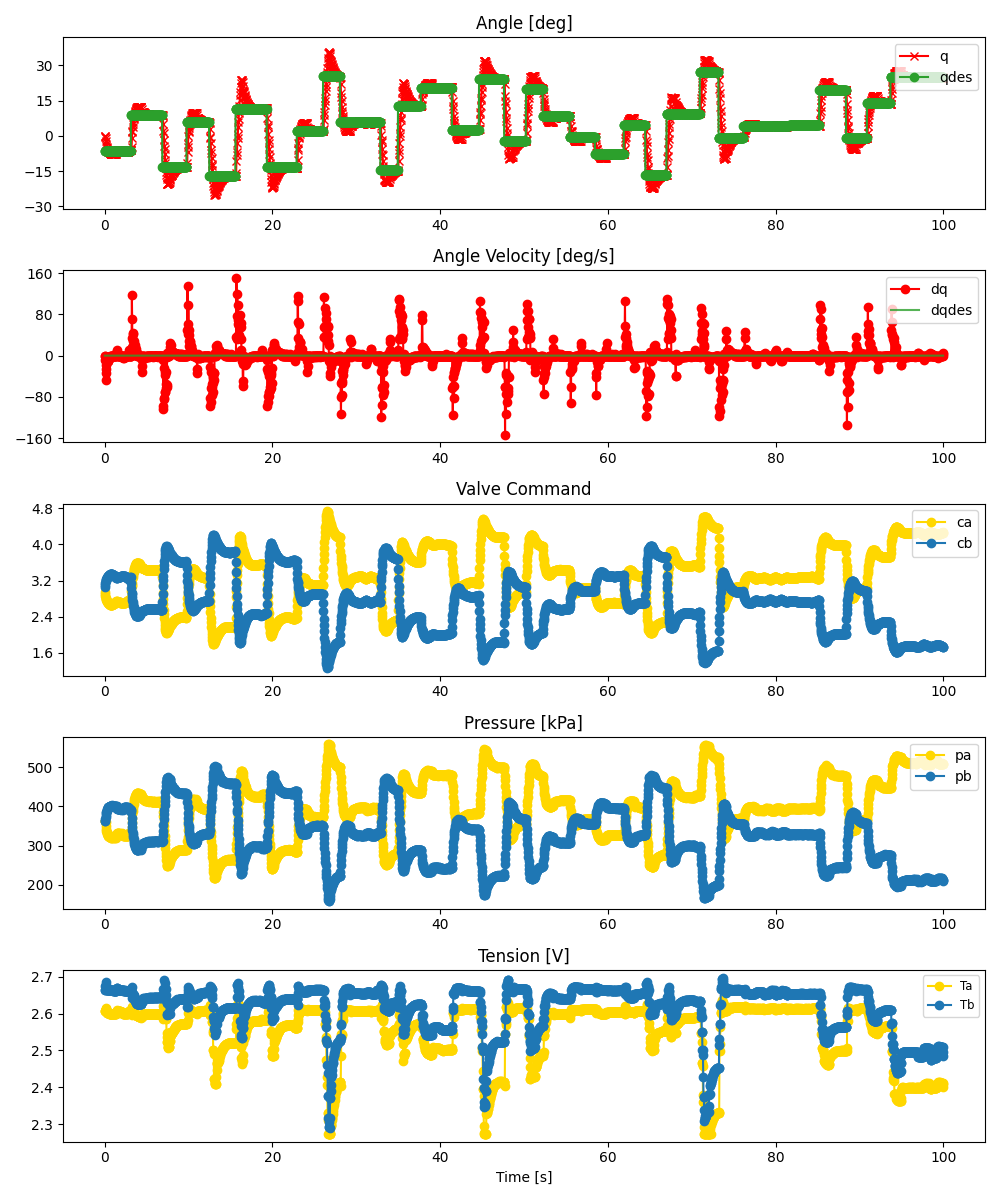 Angle [deg]
30
15
0
−15
−30
q
qdes
0 20 40 60 80 100
Angle Velocity [deg/s]
160
80
0
−80
−160
dq
dqdes
0 20 40 60 80 100
Valve Command
4.8
4.0
3.2
2.4
1.6
ca
cb
0 20 40 60 80 100
Pressure [kPa]
500
400
300
200
pa
pb
0 20 40 60 80 100
Tension [V]
2.7
2.6
2.5
2.4
2.3
Ta
Tb
0 20 40 60 80 100
Time [s]